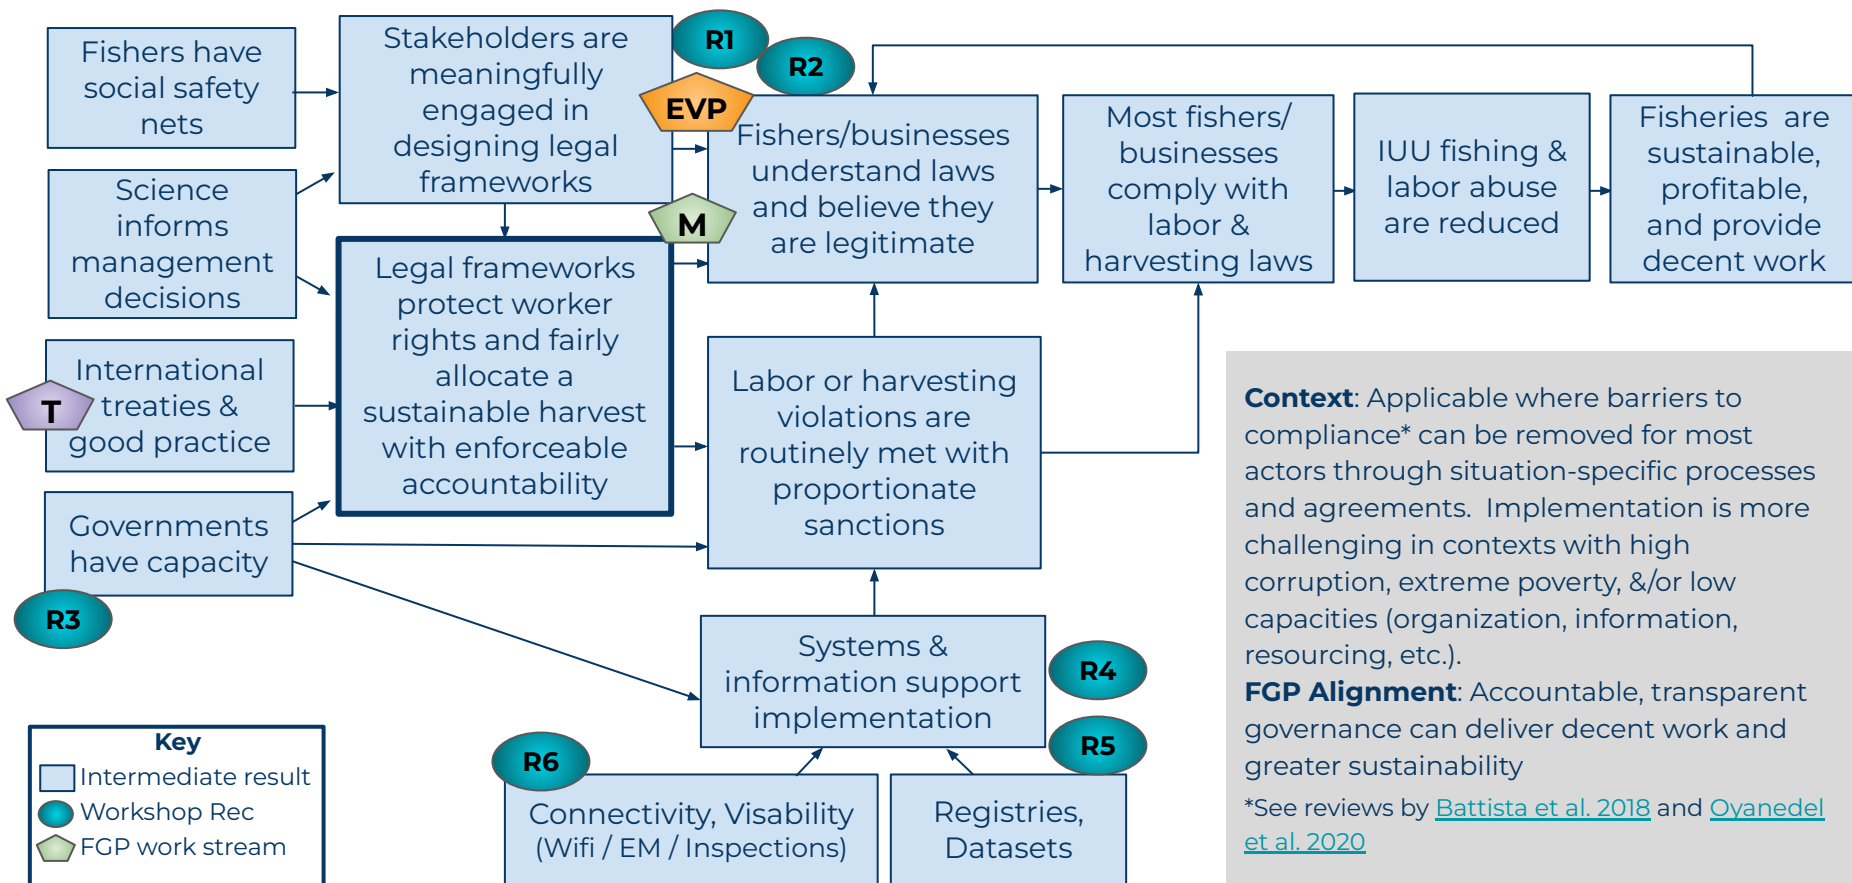 Fishers have
social safety
nets
Stakeholders are
meaningfully
engaged in
designing legal
frameworks
R1
R2
EVP
Fishers/businesses
understand laws
and believe they
are legitimate
Most fishers/
businesses
comply with
labor &
harvesting laws
IUU fishing &
labor abuse
are reduced
Fisheries are
sustainable,
profitable,
and provide
decent work
Science
informs
management
decisions
M
Legal frameworks
protect worker
rights and fairly
allocate a
sustainable harvest
with enforceable
accountability
International
treaties &
good practice
T
Labor or harvesting
violations are
routinely met with
proportionate
sanctions
Governments
have capacity
R3
Systems &
information support
implementation
R4
R5
R6
Connectivity, Visability
(Wifi / EM / Inspections)
Registries,
Datasets
Key
Intermediate result
Workshop Rec
FGP work stream
Context: Applicable where barriers to
compliance* can be removed for most
actors through situation-specific processes
and agreements. Implementation is more
challenging in contexts with high
corruption, extreme poverty, &/or low
capacities (organization, information,
resourcing, etc.).
FGP Alignment: Accountable, transparent
governance can deliver decent work and
greater sustainability
*See reviews by Battista et al. 2018 and Oyanedel
et al. 2020